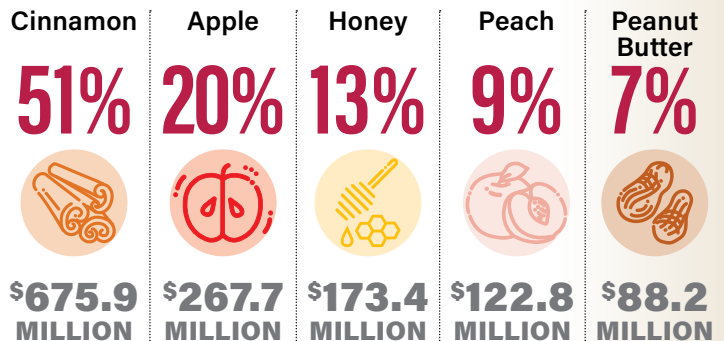 Cinnamon
51%
$675.9
MILLION
Apple
20%
$267.7
MILLION
Honey
13%
$173.4
MILLION
Peach
9%
$122.8
MILLION
Peanut
Butter
7%
$88.2
MILLION